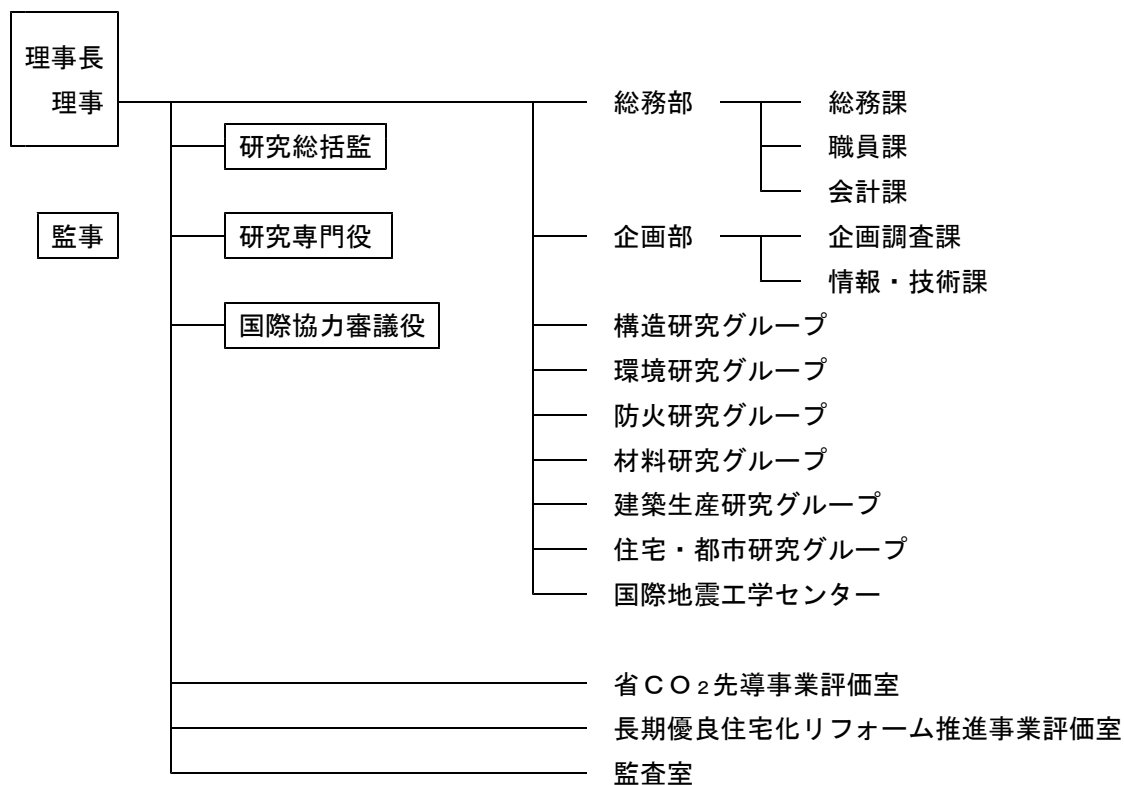 理事長
理事 総務部 総務課
研究総括監 職員課
会計課
監事 研究専門役 企画部 企画調査課
情報・技術課
国際協力審議役 構造研究グループ
環境研究グループ
防火研究グループ
材料研究グループ
建築生産研究グループ
住宅・都市研究グループ
国際地震工学センター
省ＣＯ₂先導事業評価室
長期優良住宅化リフォーム推進事業評価室
監査室